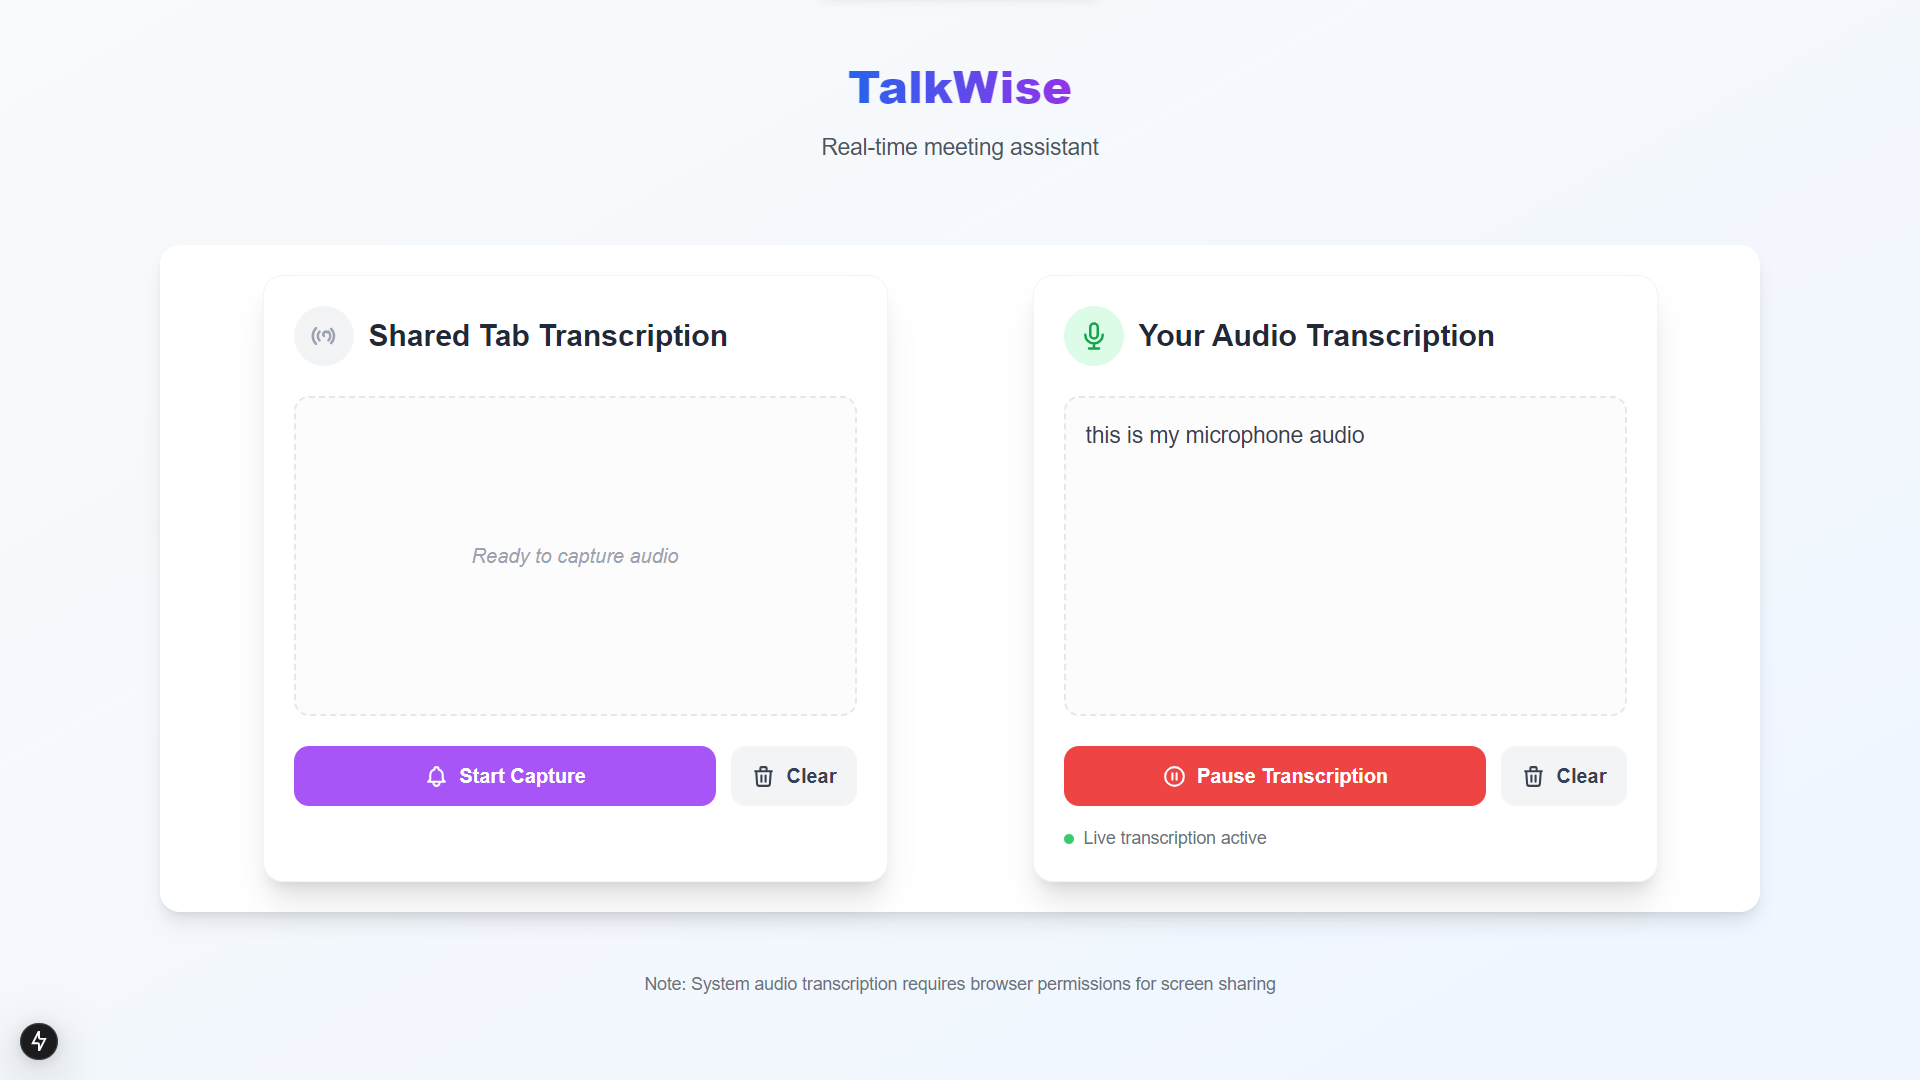 TalkWise
Real-time meeting assistant
Shared Tab Transcription
Ready to capture audio
Start Capture
Clear
Your Audio Transcription
this is my microphone audio
Pause Transcription
Clear
Live transcription active
Note: System audio transcription requires browser permissions for screen sharing